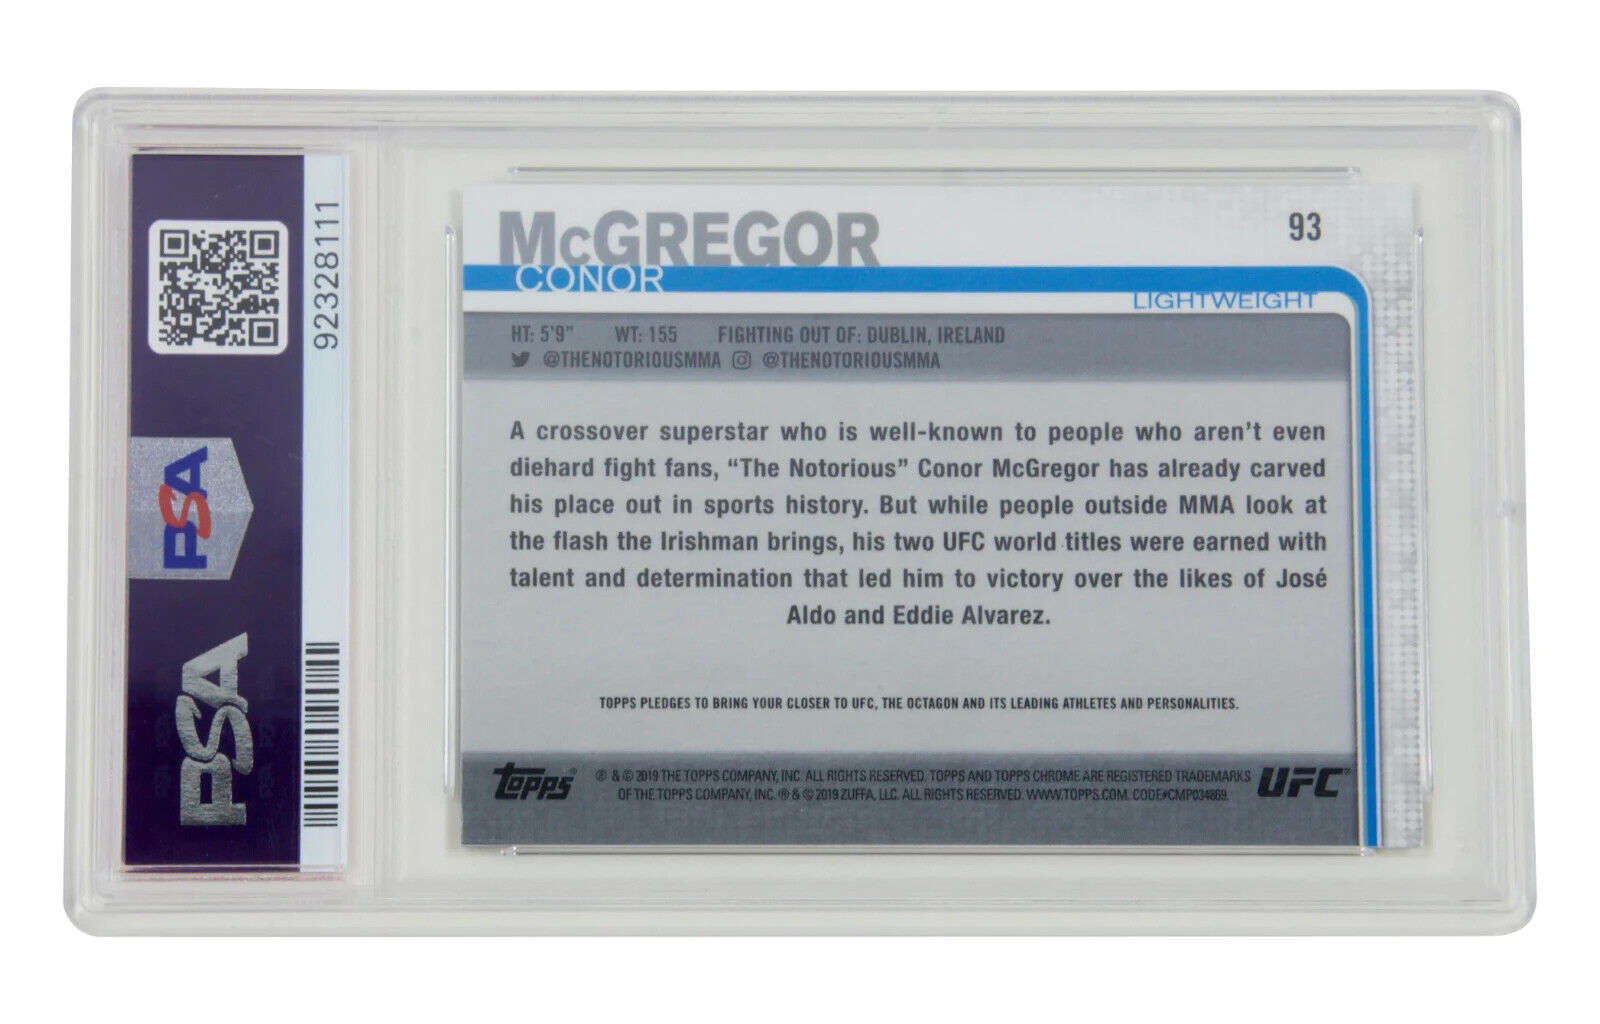 92328111
PSA
PSA
McGREGOR
CONOR
93
LIGHTWEIGHT
HT: 5'9" WT: 155 FIGHTING OUT OF: DUBLIN, IRELAND
@THENOTORIOUSMMA @THENOTORIOUSMMA
A crossover superstar who is well-known to people who aren't even
diehard fight fans, “The Notorious” Conor McGregor has already carved
his place out in sports history. But while people outside MMA look at
the flash the Irishman brings, his two UFC world titles were earned with
talent and determination that led him to victory over the likes of José
Aldo and Eddie Alvarez.
TOPPS PLEDGES TO BRING YOUR CLOSER TO UFC, THE OCTAGON AND ITS LEADING ATHLETES AND PERSONALITIES.
topps® ® & © 2019 THE TOPPS COMPANY, INC. ALL RIGHTS RESERVED. TOPPS AND TOPPS CHROME ARE REGISTERED TRADEMARKS
OF THE TOPPS COMPANY, INC. ® & © 2019 ZUFFA, LLC. ALL RIGHTS RESERVED. WWW.TOPPS.COM. CODE#CMP034869.
UFC®